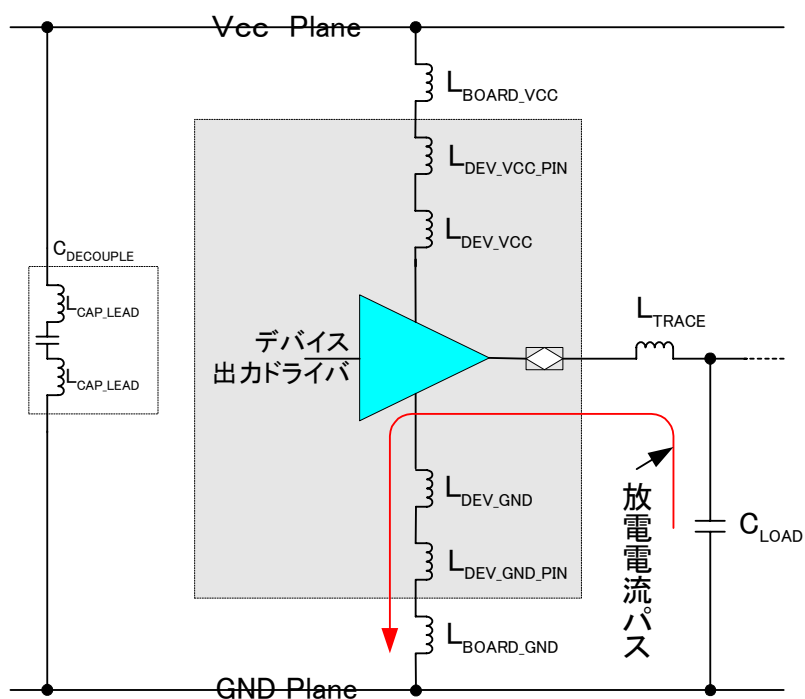 Vcc Plane
LBOARD_VCC
LDEV_VCC_PIN
LDEV_VCC
CDECOUPLE
LCAP_LEAD
LCAP_LEAD
デバイス
出力ドライバ
LTRACE
LDEV_GND
LDEV_GND_PIN
LBOARD_GND
放電電流パス
CLOAD
GND Plane